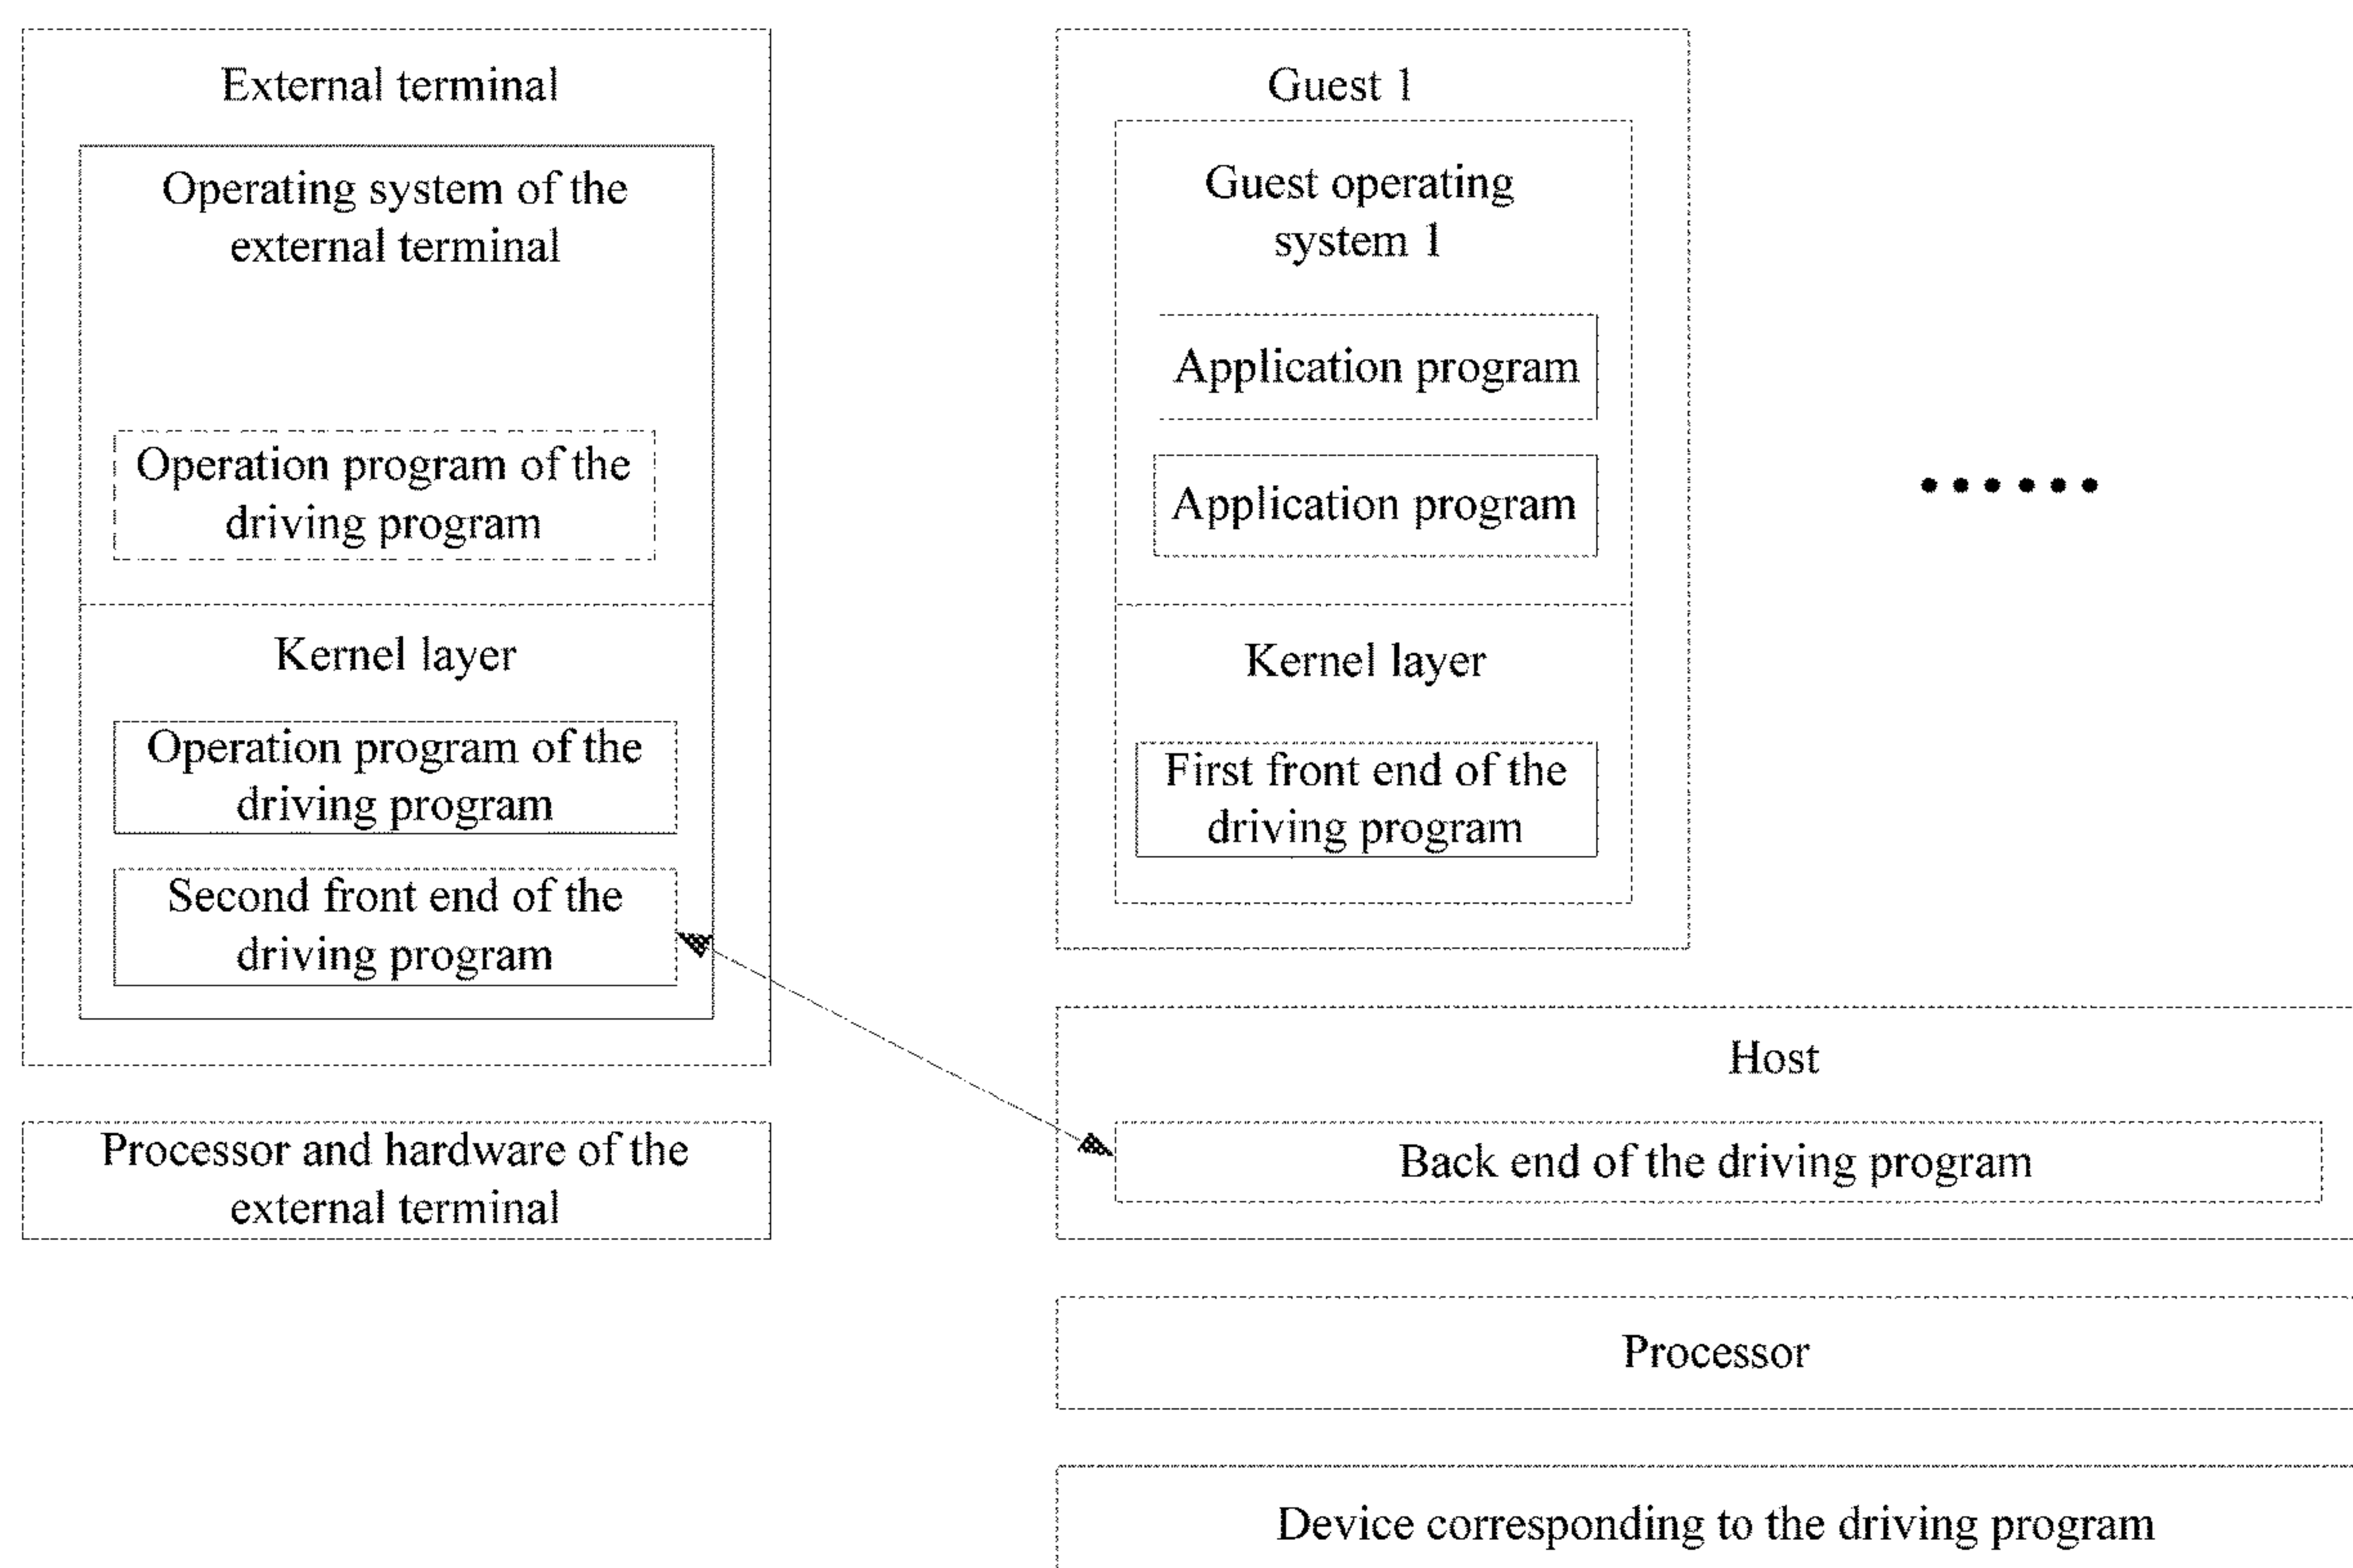 External terminal
Operating system of the
external terminal
Operation program of the
driving program
Kernel layer
Operation program of the
driving program
Second front end of the
driving program
Processor and hardware of the
external terminal
Guest 1
Guest operating
system 1
Application program
Application program
Kernel layer
First front end of the
driving program
......
Host
Back end of the driving program
Processor
Device corresponding to the driving program